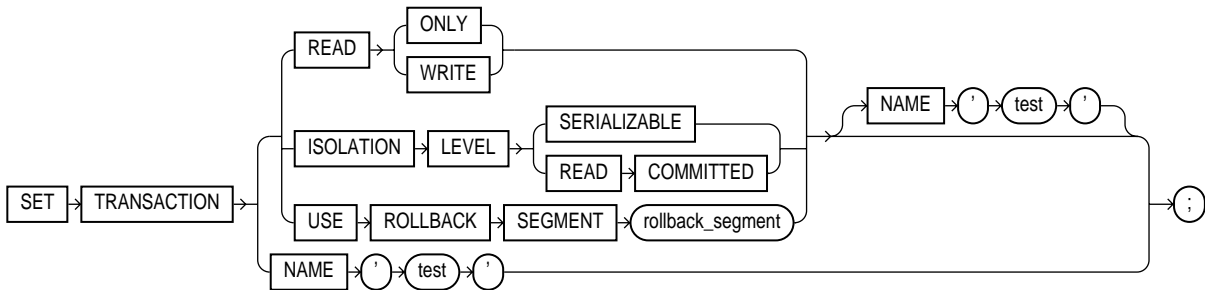 ONLY
READ
WRITE
NAME ' test '
SERIALIZABLE
ISOLATION LEVEL
READ COMMITTED
SET TRANSACTION
;
USE ROLLBACK SEGMENT rollback_segment
NAME ' test '